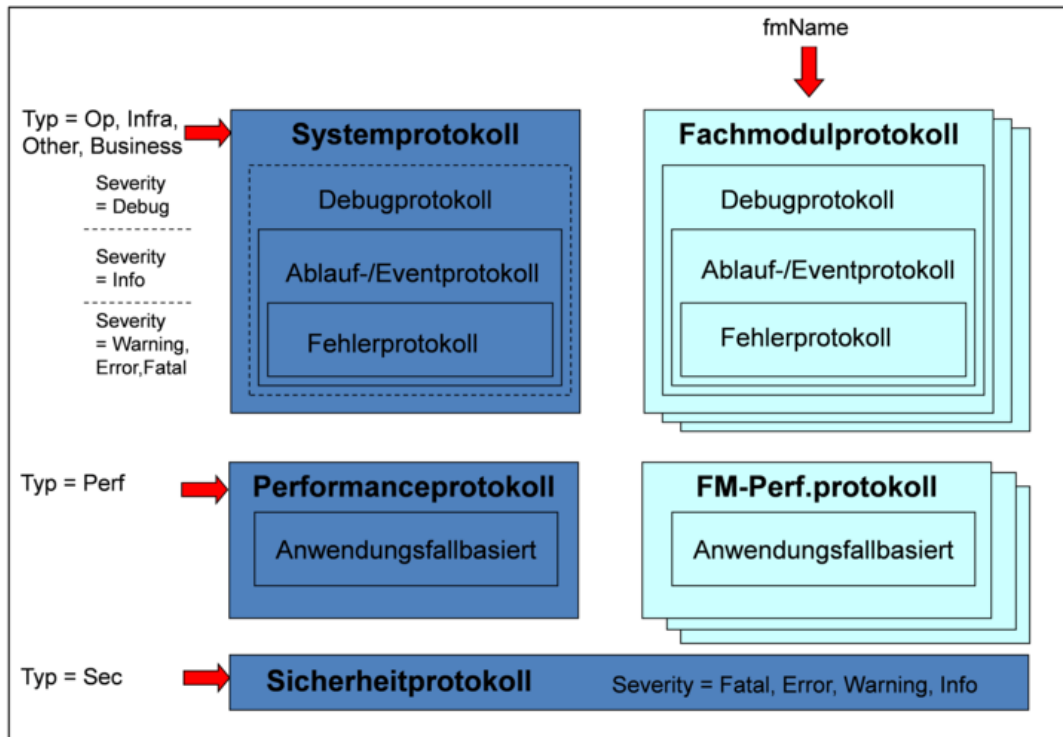 fmName
Typ = Op, Infra,
Other, Business
Severity
= Debug
Severity
= Info
Severity
= Warning,
Error,Fatal
Systemprotokoll
Debugprotokoll
Ablauf-/Eventprotokoll
Fehlerprotokoll
Fachmodulprotokoll
Debugprotokoll
Ablauf-/Eventprotokoll
Fehlerprotokoll
Typ = Perf
Performanceprotokoll
Anwendungsfallbasiert
FM-Perf.protokoll
Anwendungsfallbasiert
Typ = Sec
Sicherheitprotokoll
Severity = Fatal, Error, Warning, Info